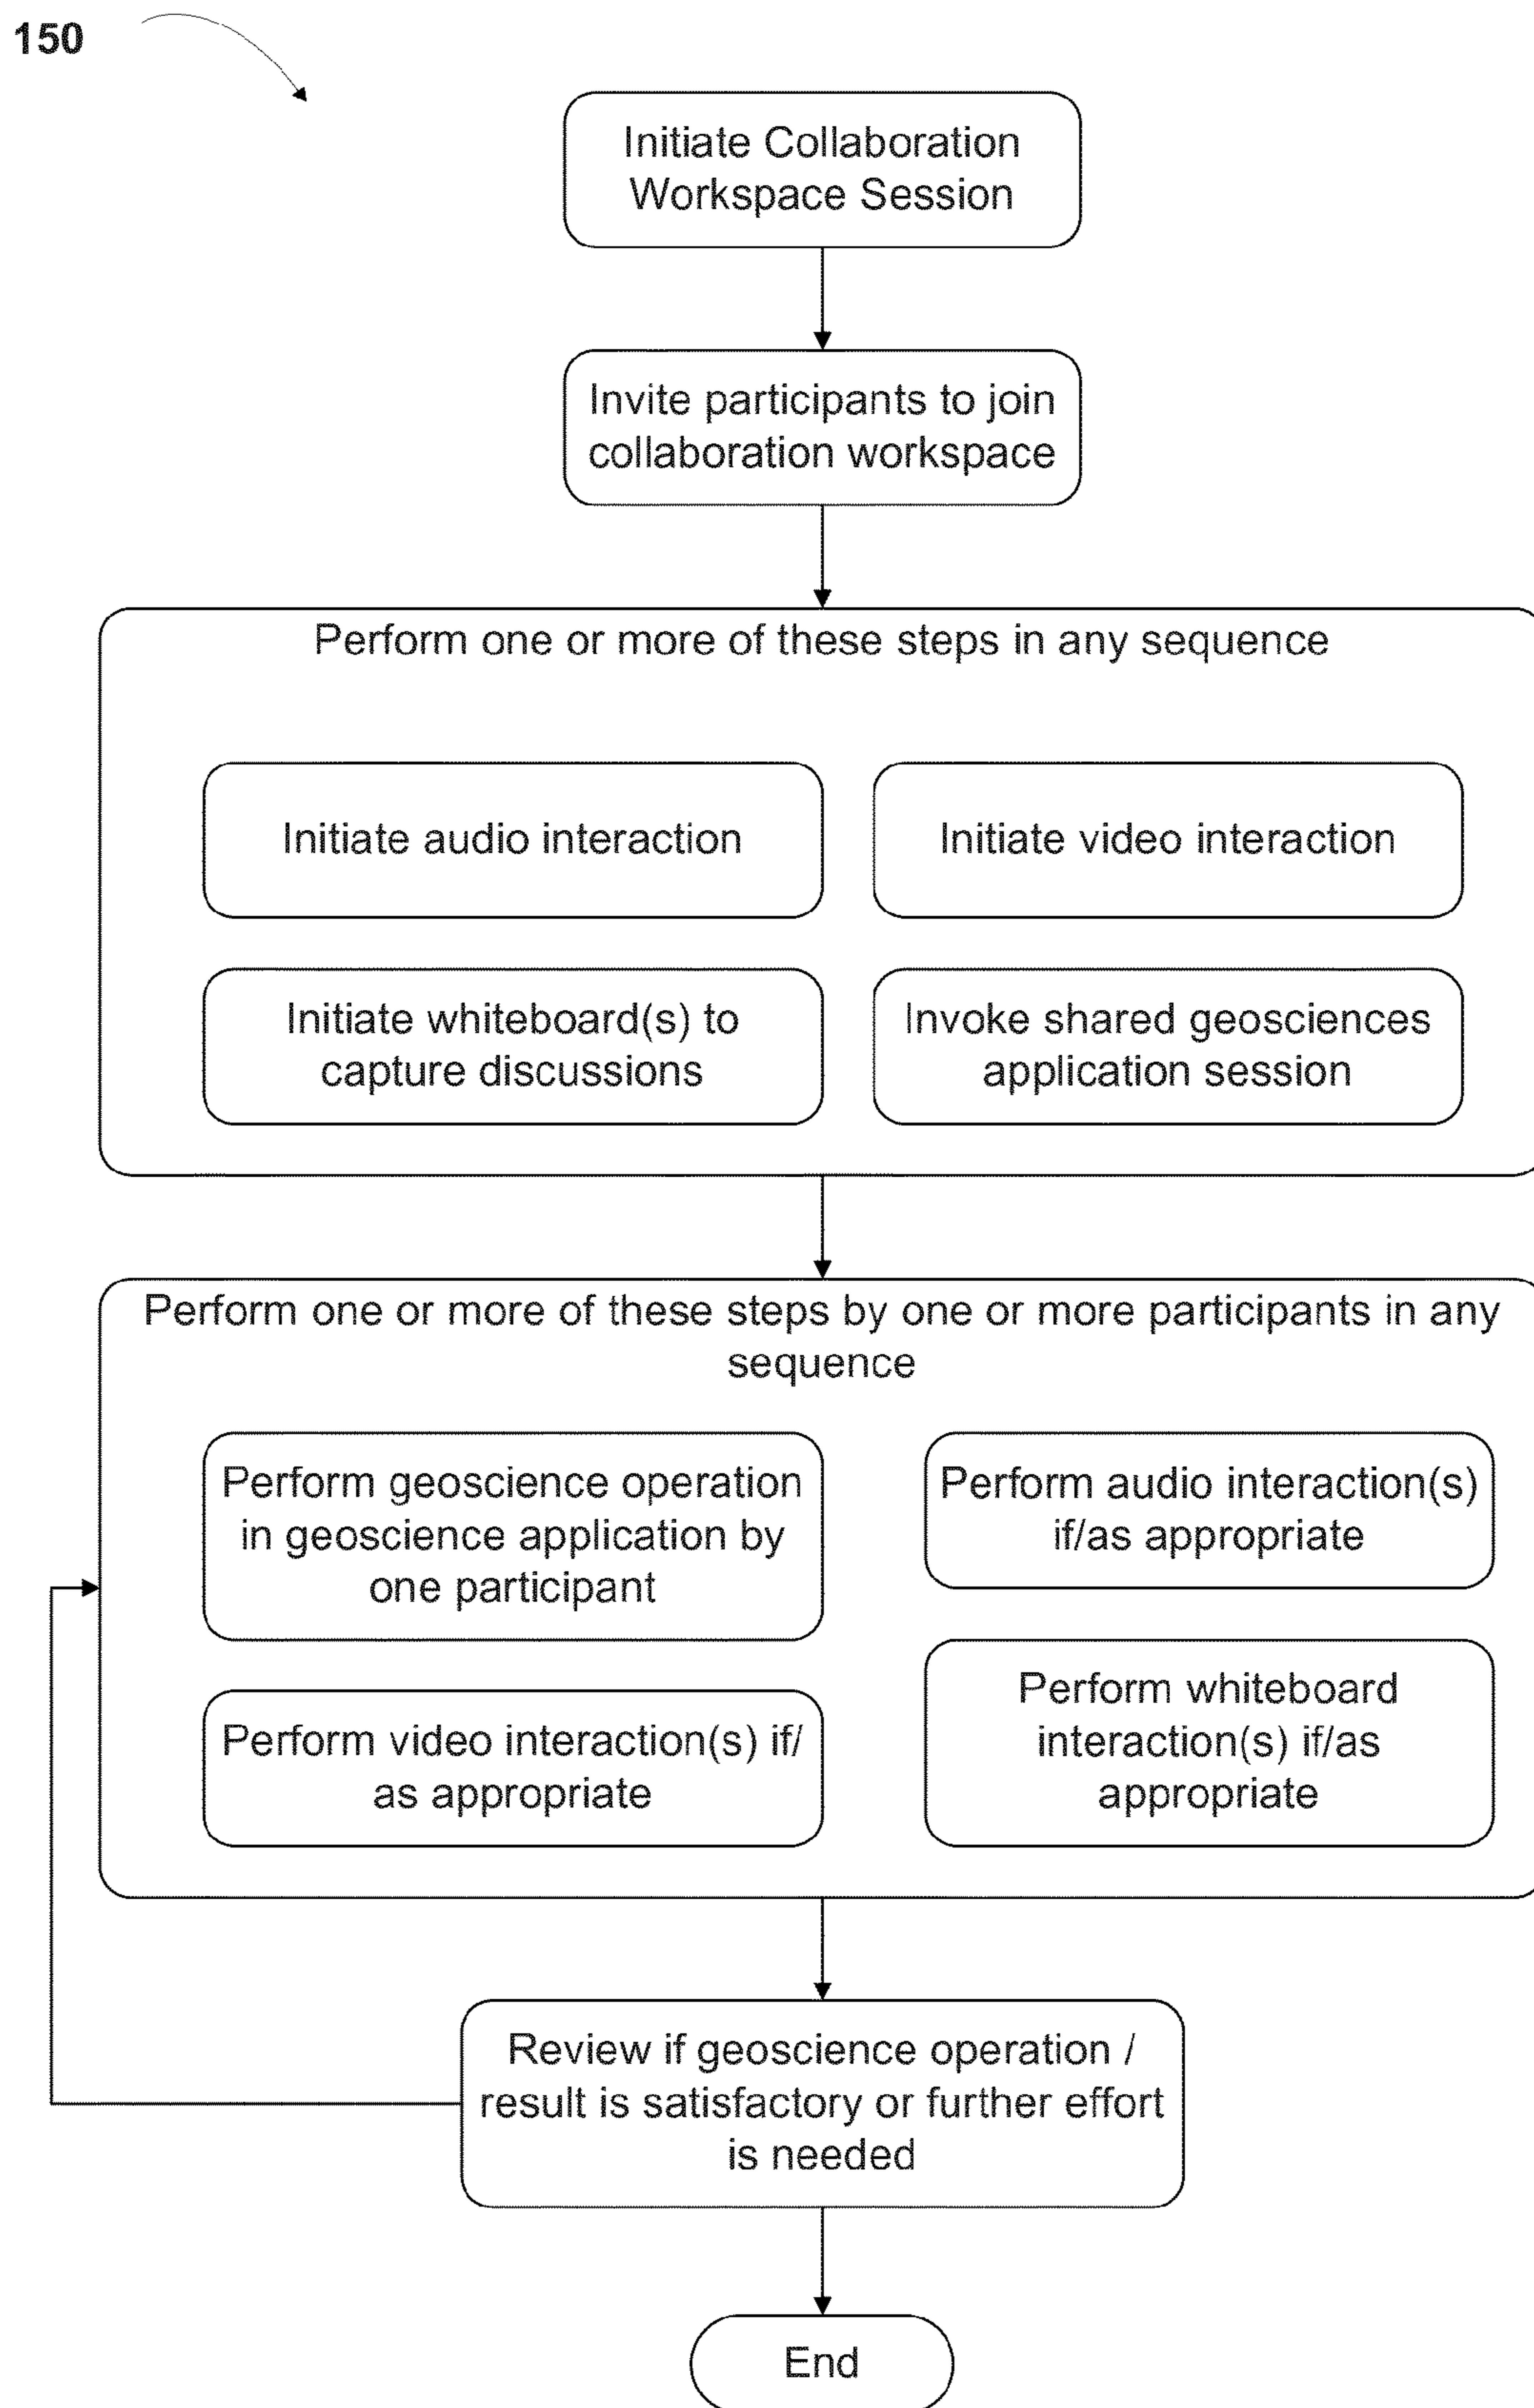 150
Initiate Collaboration
Workspace Session
Invite participants to join
collaboration workspace
Perform one or more of these steps in any sequence
Initiate audio interaction
Initiate video interaction
Initiate whiteboard(s) to
capture discussions
Invoke shared geosciences
application session
Perform one or more of these steps by one or more participants in any
sequence
Perform geoscience operation
in geoscience application by
one participant
Perform audio interaction(s)
if/as appropriate
Perform video interaction(s) if/
as appropriate
Perform whiteboard
interaction(s) if/as
appropriate
Review if geoscience operation /
result is satisfactory or further effort
is needed
End